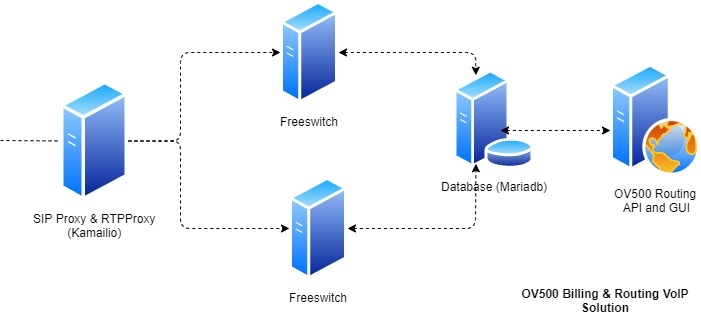 Freeswitch
SIP Proxy & RTPProxy
(Kamailio)
Database (Mariadb)
OV500 Routing
API and GUI
Freeswitch
OV500 Billing & Routing VoIP
Solution